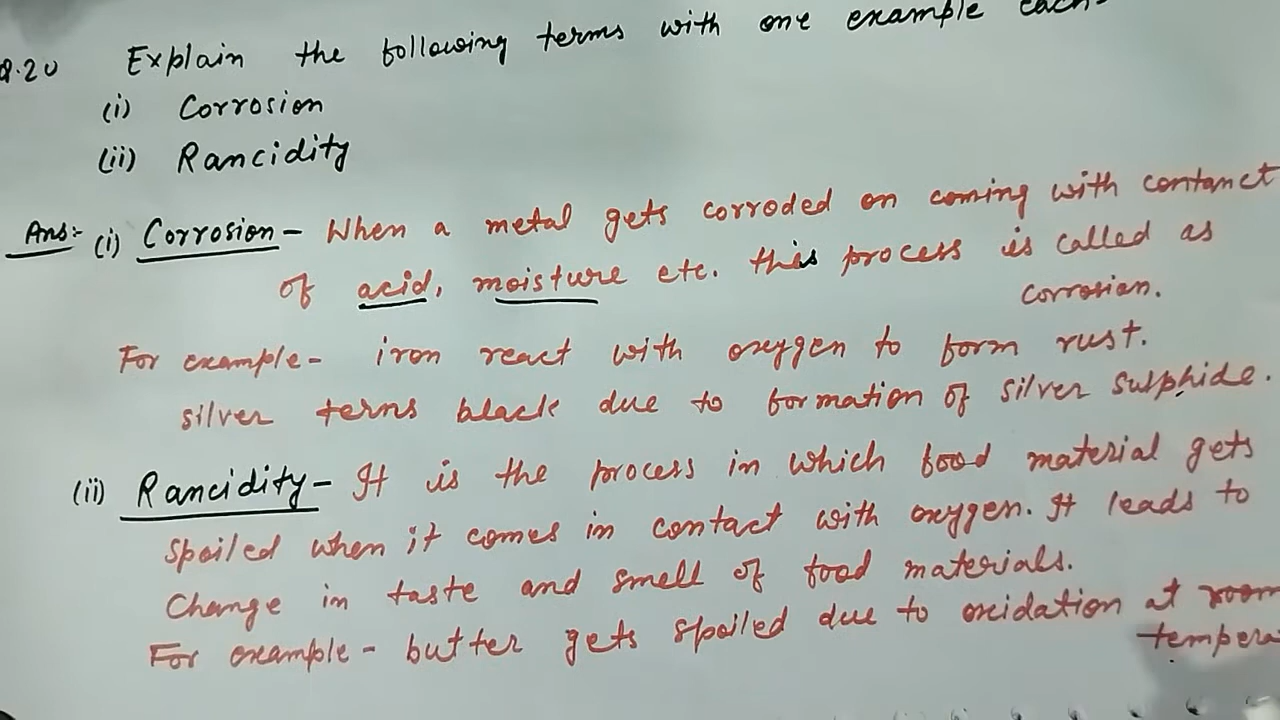 Q.20 Explain the following terms with one example each.
(i) Corrosion
(ii) Rancidity
Ans:- (i) Corrosion - When a metal gets corroded on coming with contanct
of acid, moisture etc. this process is called as
corrosion.
For example - iron react with oxygen to form rust.
silver terns black due to formation of silver sulphide.
(ii) Rancidity - It is the process in which food material gets
spoiled when it comes in contact with oxygen. It leads to
Change in taste and smell of food materials.
For example - butter gets spoiled due to oxidation at room
tempera